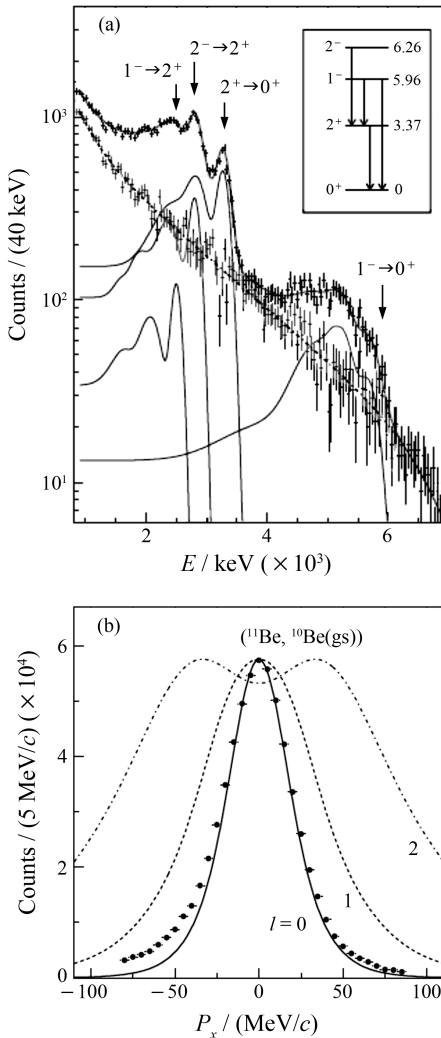 (a)
1⁻→2⁺
2⁻→2⁺
2⁺→0⁺
2⁻ 6.26
1⁻ 5.96
2⁺ 3.37
0⁺ 0
1⁻→0⁺
10³
10²
10¹
Counts / (40 keV)
2 4 6
E / keV (× 10³)
(b)
(¹¹Be, ¹⁰Be(gs))
6
4
2
0
Counts / (5 MeV/c) (× 10⁴)
2
1
l = 0
−100 −50 0 50 100
Pₓ / (MeV/c)